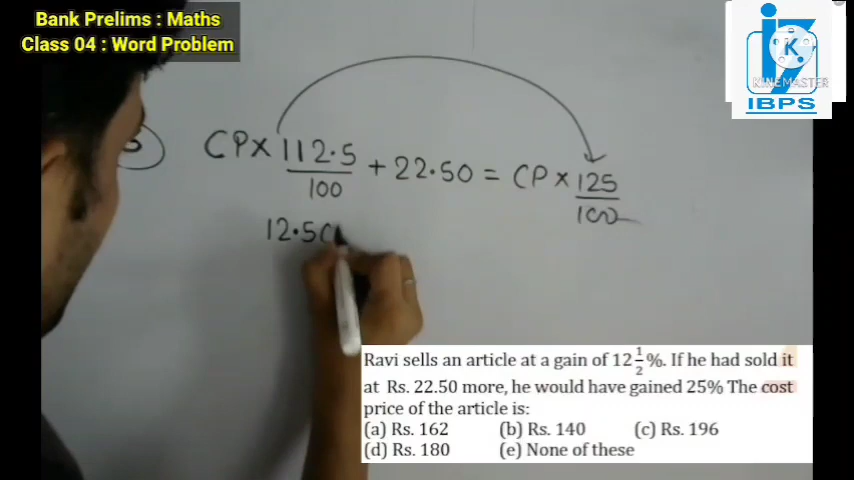 Bank Prelims : Maths
Class 04 : Word Problem
K
KINEMASTER
IBPS
CP × 112.5/100 + 22.50 = CP × 125/100
12.50
Ravi sells an article at a gain of 12 1/2 %. If he had sold it
at Rs. 22.50 more, he would have gained 25% The cost
price of the article is:
(a) Rs. 162 (b) Rs. 140 (c) Rs. 196
(d) Rs. 180 (e) None of these